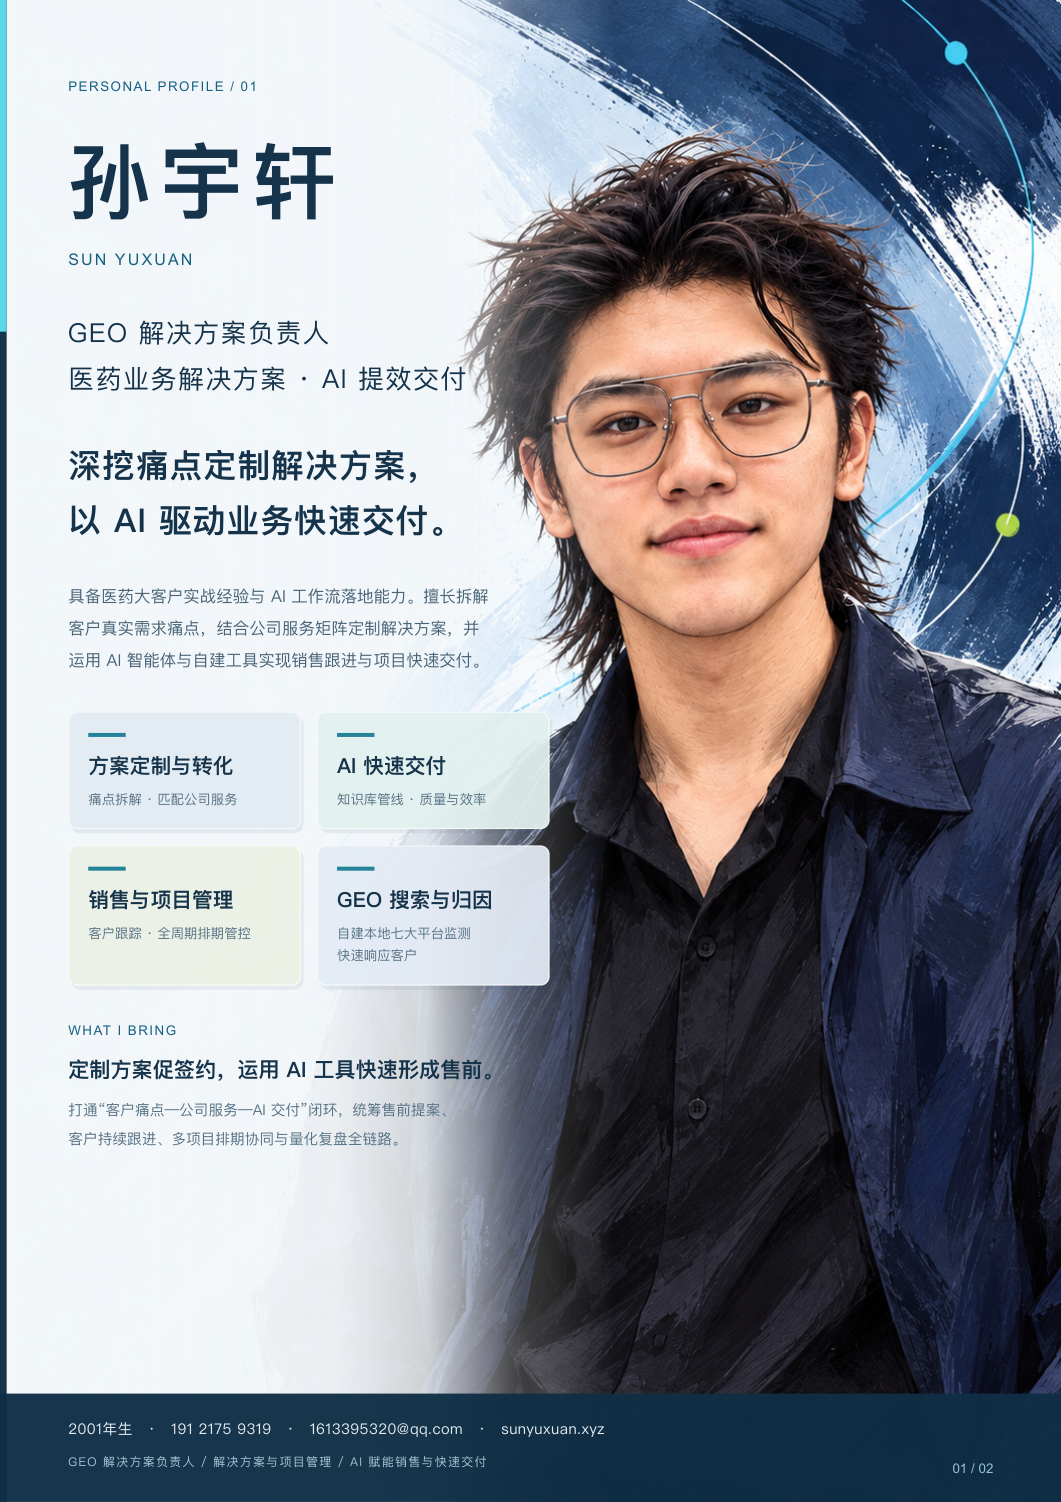 PERSONAL PROFILE / 01
孙宇轩
SUN YUXUAN
GEO 解决方案负责人
医药业务解决方案 · AI 提效交付
深挖痛点定制解决方案，
以 AI 驱动业务快速交付。
具备医药大客户实战经验与 AI 工作流落地能力。擅长拆解
客户真实需求痛点，结合公司服务矩阵定制解决方案，并
运用 AI 智能体与自建工具实现销售跟进与项目快速交付。
方案定制与转化
痛点拆解 · 匹配公司服务
AI 快速交付
知识库管线 · 质量与效率
销售与项目管理
客户跟踪 · 全周期排期管控
GEO 搜索与归因
自建本地七大平台监测
快速响应客户
WHAT I BRING
定制方案促签约，运用 AI 工具快速形成售前。
打通“客户痛点—公司服务—AI 交付”闭环，统筹售前提案、
客户持续跟进、多项目排期协同与量化复盘全链路。
2001年生 · 191 2175 9319 · 1613395320@qq.com · sunyuxuan.xyz
GEO 解决方案负责人 / 解决方案与项目管理 / AI 赋能销售与快速交付
01 / 02